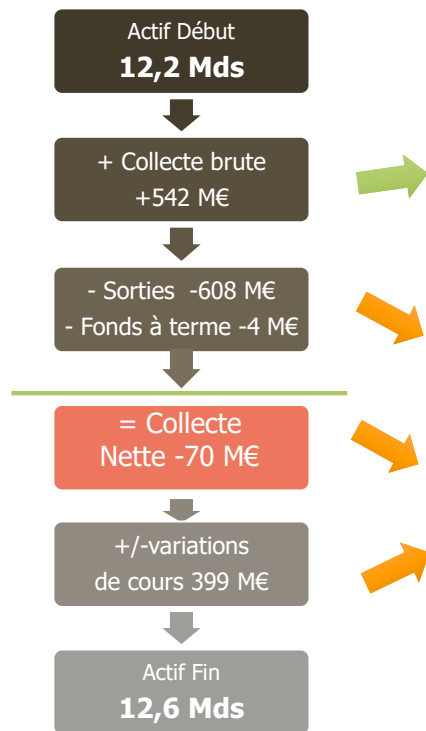 Actif Début
12,2 Mds
+ Collecte brute
+542 M€
- Sorties -608 M€
- Fonds à terme -4 M€
= Collecte
Nette -70 M€
+/-variations
de cours 399 M€
Actif Fin
12,6 Mds